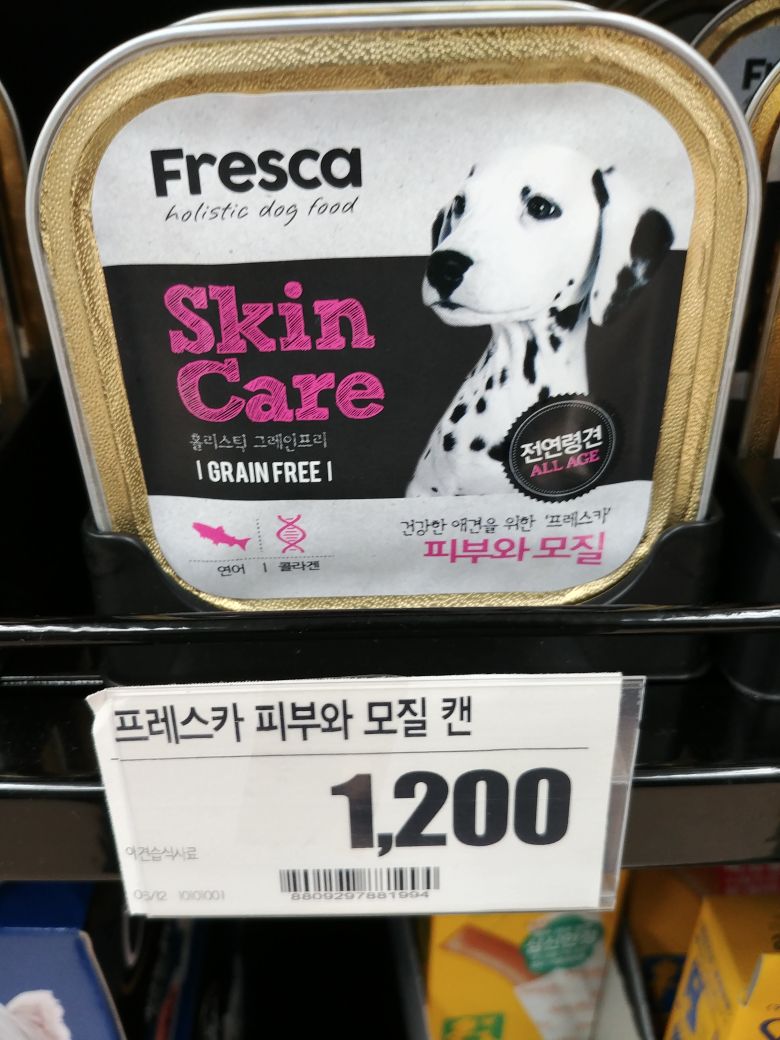 Fresca
holistic dog food
Skin
Care
홀리스틱 그레인프리
| GRAIN FREE |
전연령견
ALL AGE
연어 | 콜라겐
건강한 애견을 위한 '프레스카'
피부와 모질
프레스카 피부와 모질 캔
1,200
애견습식사료
8809297881994